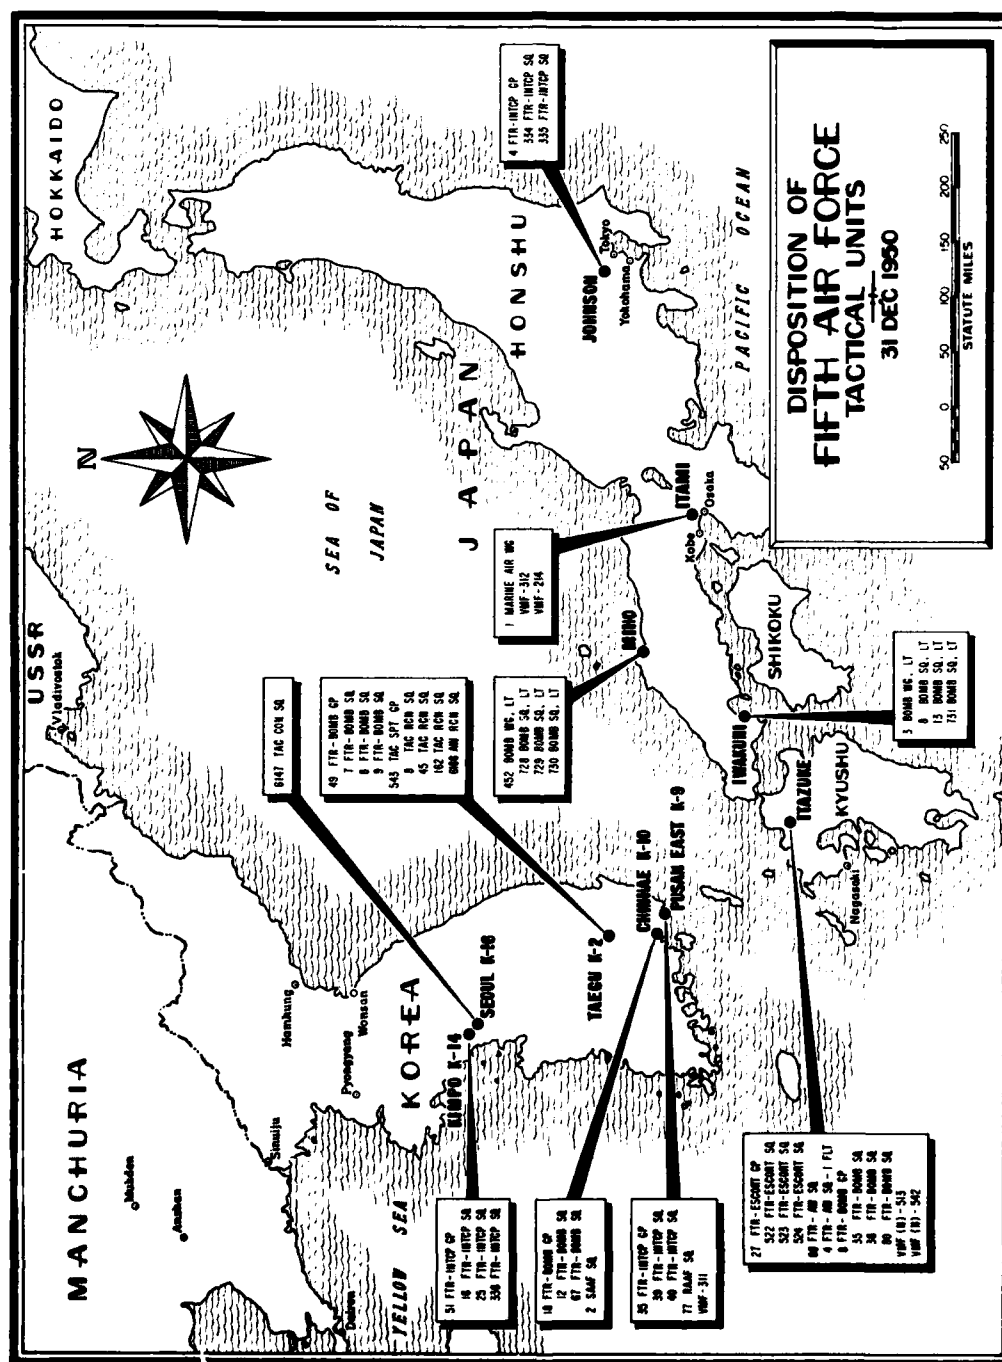 DISPOSITION OF
FIFTH AIR FORCE
TACTICAL UNITS
31 DEC 1950
50 0 50 100 150 200 250
STATUTE MILES
N
MANCHURIA
Mukden
Anshan
Dairen
Sinuiju
YELLOW SEA
USSR
Vladivostok
HOKKAIDO
SEA OF
JAPAN
JAPAN
HONSHU
PACIFIC OCEAN
KOREA
Hamhung
Wonsan
Pyongyang
KIMPO K-14
SEOUL K-16
TAEGU K-2
CHINHAE K-10
PUSAN EAST K-9
ITAZUKE
KYUSHU
Nagasaki
IWAKUNI
SHIKOKU
MIHO
ITAMI
Kobe
Osaka
JOHNSON
Tokyo
Yokohama
6147 TAC CON SQ
49 FTR-BOMB GP
7 FTR-BOMB SQ
8 FTR-BOMB SQ
9 FTR-BOMB SQ
543 TAC SPT GP
8 TAC RCN SQ
45 TAC RCN SQ
162 TAC RCN SQ
RCN SQ
452 BOMB WG, LT
728 BOMB SQ, LT
729 BOMB SQ, LT
730 BOMB SQ, LT
1 MARINE AIR WG
VMF-312
VMF-214
4 FTR-INTCP GP
334 FTR-INTCP SQ
335 FTR-INTCP SQ
51 FTR-INTCP GP
16 FTR-INTCP SQ
25 FTR-INTCP SQ
336 FTR-INTCP SQ
18 FTR-BOMB GP
12 FTR-BOMB SQ
67 FTR-BOMB SQ
2 SAAF SQ
35 FTR-INTCP GP
39 FTR-INTCP SQ
40 FTR-INTCP SQ
77 RAAF SQ
VMF-311
27 FTR-ESCORT GP
522 FTR-ESCORT SQ
523 FTR-ESCORT SQ
524 FTR-ESCORT SQ
68 FTR-AW SQ
4 FTR-AW SQ-1 FLT
8 FTR-BOMB GP
35 FTR-BOMB SQ
36 FTR-BOMB SQ
80 FTR-BOMB SQ
VMF (N)-513
VMF (N)-542
3 BOMB WG, LT
8 BOMB SQ, LT
13 BOMB SQ, LT
731 BOMB SQ, LT